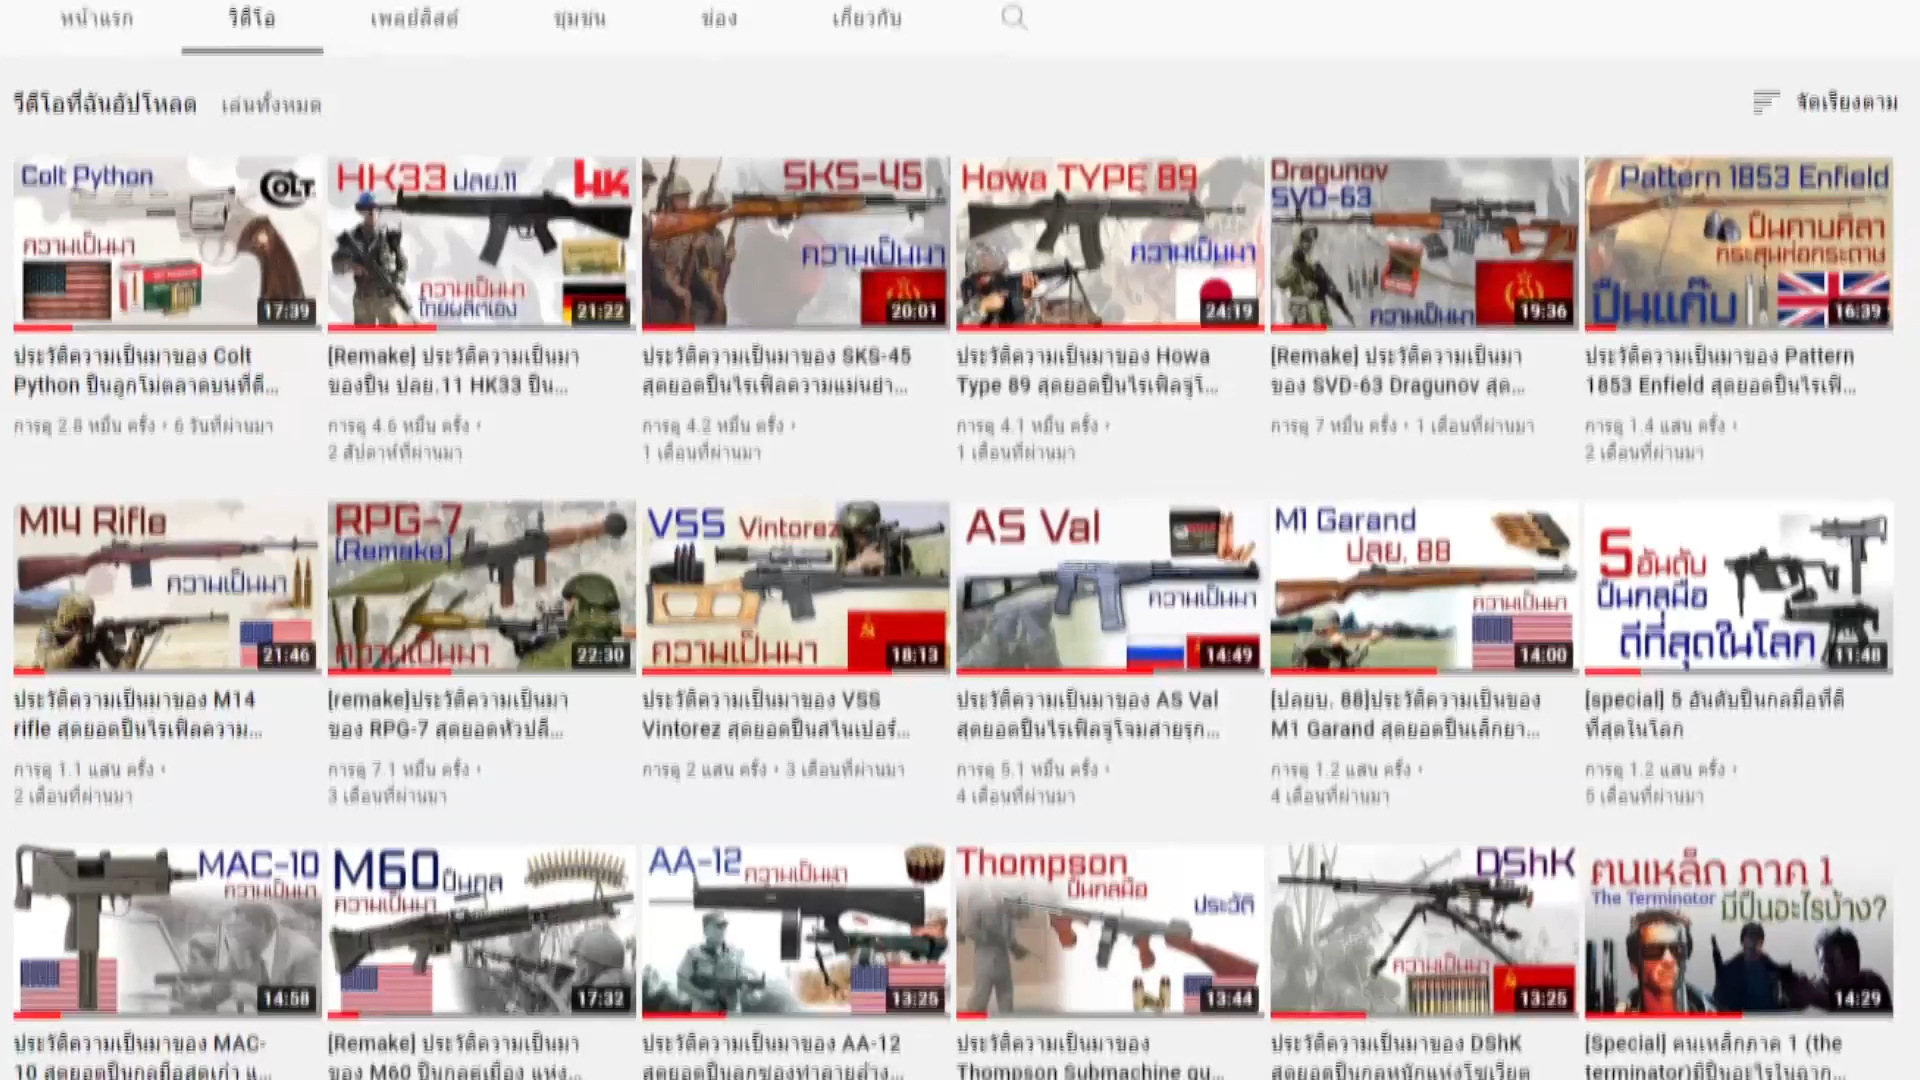 หน้าแรก วิดีโอ เพลย์ลิสต์ ชุมชน ช่อง เกี่ยวกับ
วิดีโอที่ฉันอัปโหลด เล่นทั้งหมด จัดเรียงตาม
Colt Python
COLT
ความเป็นมา
17:39
HK33 ปลย.11
HK
ความเป็นมา
ไทยผลิตเอง
21:22
SKS-45
ความเป็นมา
20:01
Howa TYPE 89
ความเป็นมา
24:19
Dragunov
SVD-63
ความเป็นมา
19:36
Pattern 1853 Enfield
ปืนคาบศิลา
กระสุนห่อกระดาษ
ปืนแก๊บ
16:39
ประวัติความเป็นมาของ Colt
Python ปืนลูกโม่ตลาดบนที่ดี...
การดู 2.8 หมื่น ครั้ง • 6 วันที่ผ่านมา
[Remake] ประวัติความเป็นมา
ของปืน ปลย.11 HK33 ปืน...
การดู 4.6 หมื่น ครั้ง •
2 สัปดาห์ที่ผ่านมา
ประวัติความเป็นมาของ SKS-45
สุดยอดปืนไรเฟิลความแม่นยำ...
การดู 4.2 หมื่น ครั้ง •
1 เดือนที่ผ่านมา
ประวัติความเป็นมาของ Howa
Type 89 สุดยอดปืนไรเฟิลจู่โ...
การดู 4.1 หมื่น ครั้ง •
1 เดือนที่ผ่านมา
[Remake] ประวัติความเป็นมา
ของ SVD-63 Dragunov สุด...
การดู 7 หมื่น ครั้ง • 1 เดือนที่ผ่านมา
ประวัติความเป็นมาของ Pattern
1853 Enfield สุดยอดปืนไรเฟิ...
การดู 1.4 แสน ครั้ง •
2 เดือนที่ผ่านมา
M14 Rifle
ความเป็นมา
21:46
RPG-7
[Remake]
ความเป็นมา
22:30
VSS Vintorez
ความเป็นมา
18:13
AS Val
ความเป็นมา
14:49
M1 Garand
ปลย. 88
ความเป็นมา
14:00
5 อันดับ
ปืนกลมือ
ดีที่สุดในโลก
11:48
ประวัติความเป็นมาของ M14
rifle สุดยอดปืนไรเฟิลความ...
การดู 1.1 แสน ครั้ง •
2 เดือนที่ผ่านมา
[remake]ประวัติความเป็นมา
ของ RPG-7 สุดยอดหัวปลี...
การดู 7.1 หมื่น ครั้ง •
3 เดือนที่ผ่านมา
ประวัติความเป็นมาของ VSS
Vintorez สุดยอดปืนสไนเปอร์...
การดู 2 แสน ครั้ง • 3 เดือนที่ผ่านมา
ประวัติความเป็นมาของ AS Val
สุดยอดปืนไรเฟิลจู่โจมสายรุก...
การดู 5.1 หมื่น ครั้ง •
4 เดือนที่ผ่านมา
[ปลยบ. 88]ประวัติความเป็นของ
M1 Garand สุดยอดปืนเล็กยา...
การดู 1.2 แสน ครั้ง •
4 เดือนที่ผ่านมา
[special] 5 อันดับปืนกลมือที่ดี
ที่สุดในโลก
การดู 1.2 แสน ครั้ง •
5 เดือนที่ผ่านมา
MAC-10
ความเป็นมา
14:58
M60 ปืนกล
ความเป็นมา
17:32
AA-12 ความเป็นมา
13:25
Thompson
ปืนกลมือ
ประวัติ
13:44
DShK
ความเป็นมา
13:25
คนเหล็ก ภาค 1
The Terminator มีปืนอะไรบ้าง?
14:29
ประวัติความเป็นมาของ MAC-
10 สุดยอดปืนกลมือสุดเก๋า แ...
[Remake] ประวัติความเป็นมา
ของ M60 ปืนกลคู่เมือง แห่ง...
ประวัติความเป็นมาของ AA-12
สุดยอดปืนลูกซองทำลายล้าง...
ประวัติความเป็นมาของ
Thompson Submachine gu...
ประวัติความเป็นมาของ DShK
สุดยอดปืนกลหนักแห่งโซเวียต
[Special] คนเหล็กภาค 1 (the
terminator)มีปืนอะไรในฉาก...